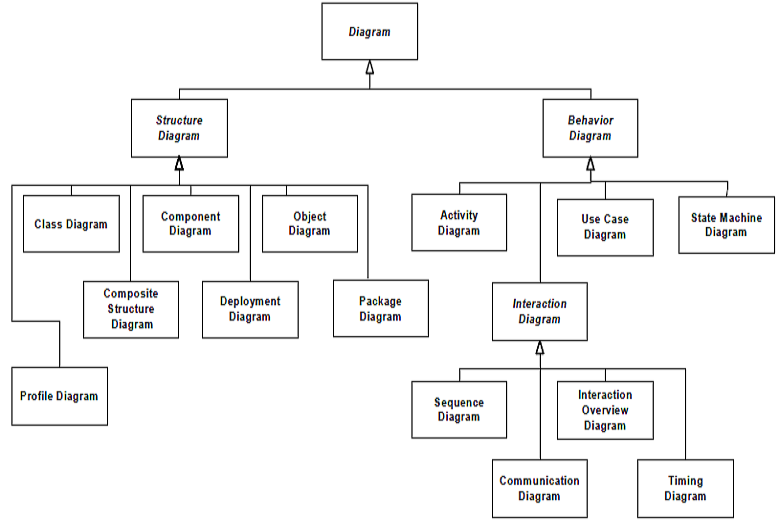 Diagram
Structure
Diagram
Behavior
Diagram
Class Diagram
Component
Diagram
Object
Diagram
Activity
Diagram
Use Case
Diagram
State Machine
Diagram
Composite
Structure
Diagram
Deployment
Diagram
Package
Diagram
Interaction
Diagram
Profile Diagram
Sequence
Diagram
Interaction
Overview
Diagram
Communication
Diagram
Timing
Diagram